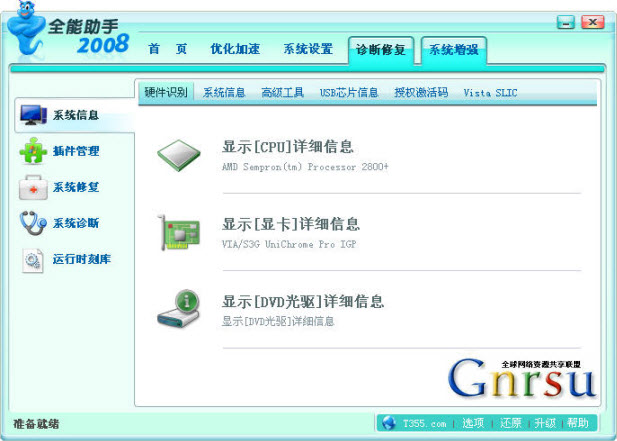 全能助手
2008
首 页 优化加速 系统设置 诊断修复 系统增强
硬件识别 系统信息 高级工具 USB芯片信息 授权激活码 Vista SLIC
系统信息
插件管理
系统修复
系统诊断
运行时刻库
显示[CPU]详细信息
AMD Sempron(tm) Processor 2800+
显示[显卡]详细信息
VIA/S3G UniChrome Pro IGP
显示[DVD光驱]详细信息
显示[DVD光驱]详细信息
全球网络资源共享联盟
Gnrsu
准备就绪
T355.com | 选项 | 还原 | 升级 | 帮助